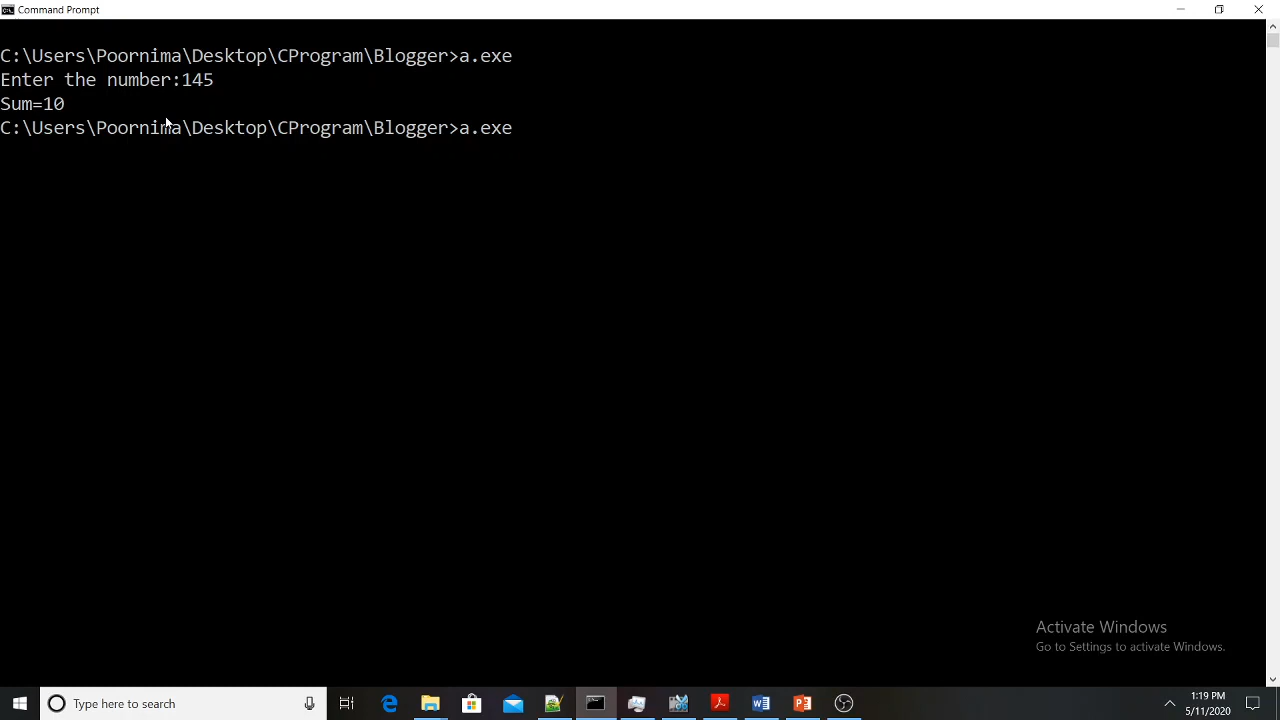 Command Prompt
C:\Users\Poornima\Desktop\CProgram\Blogger>a.exe
Enter the number:145
Sum=10
C:\Users\Poornima\Desktop\CProgram\Blogger>a.exe
Activate Windows
Go to Settings to activate Windows.
Type here to search
1:19 PM
5/11/2020